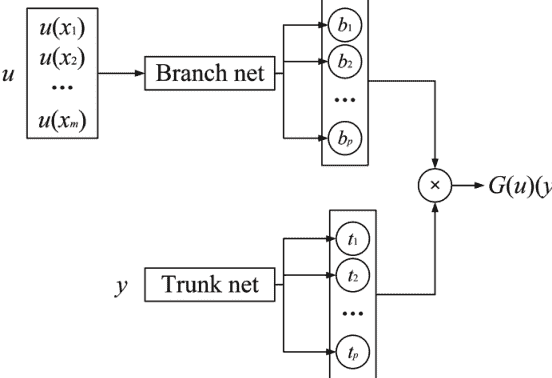 u
u(x₁)
u(x₂)
...
u(xₘ)
Branch net
b₁
b₂
...
bₚ
×
G(u)(y
y
Trunk net
t₁
t₂
...
tₚ